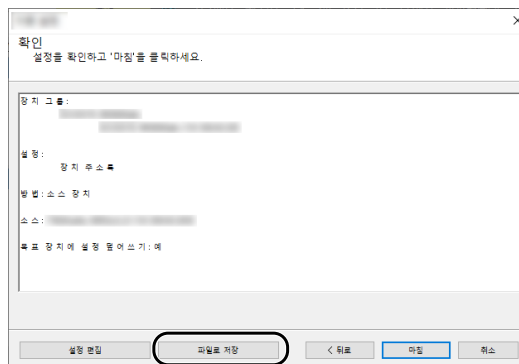 확인
설정을 확인하고 '마침'을 클릭하세요.
장치 그룹:
설정:
장치 주소록
방법:소스 장치
소스:
목표 장치에 설정 덮어쓰기:예
설정 편집
파일로 저장
< 뒤로
마침
취소